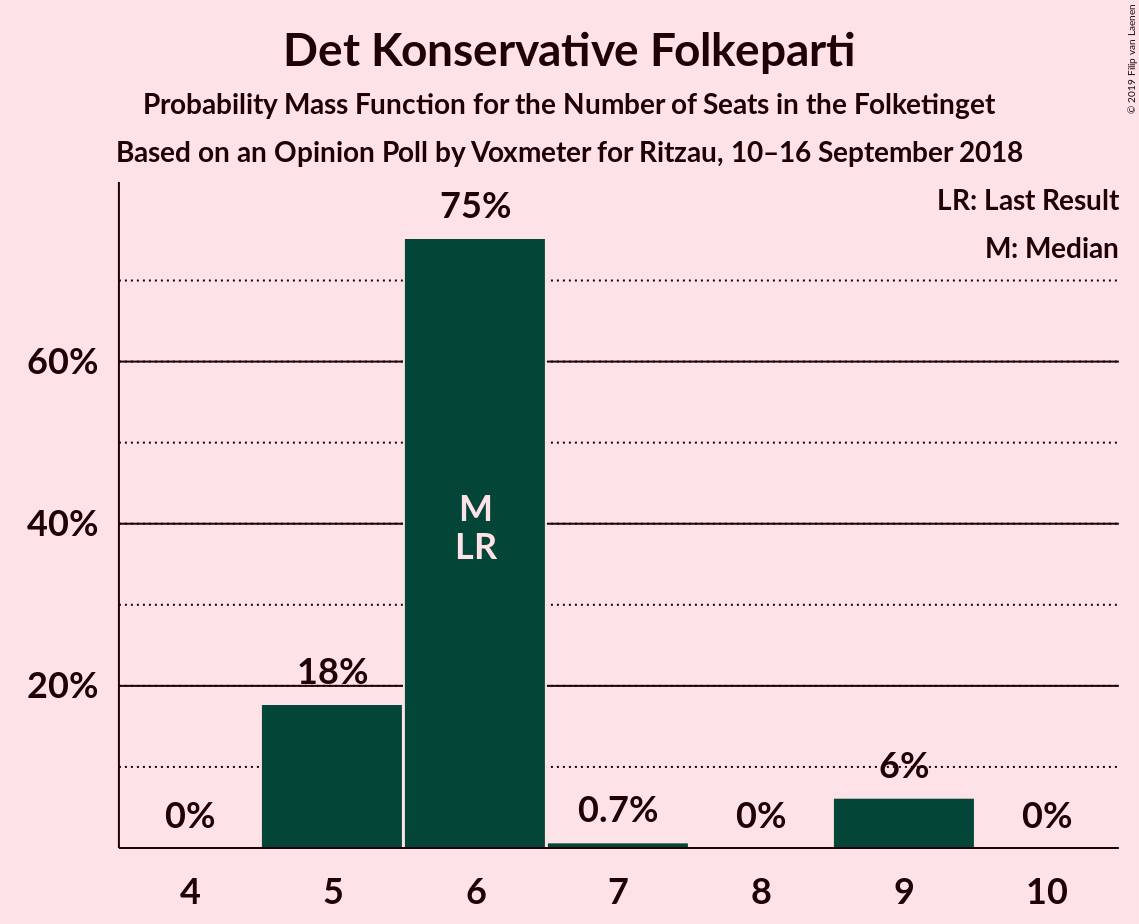 Det Konservative Folkeparti
Probability Mass Function for the Number of Seats in the Folketinget
Based on an Opinion Poll by Voxmeter for Ritzau, 10–16 September 2018
© 2019 Filip van Laenen
LR: Last Result
M: Median
75%
60%
40%
20%
M
LR
18%
0%
0.7%
0%
6%
0%
4 5 6 7 8 9 10